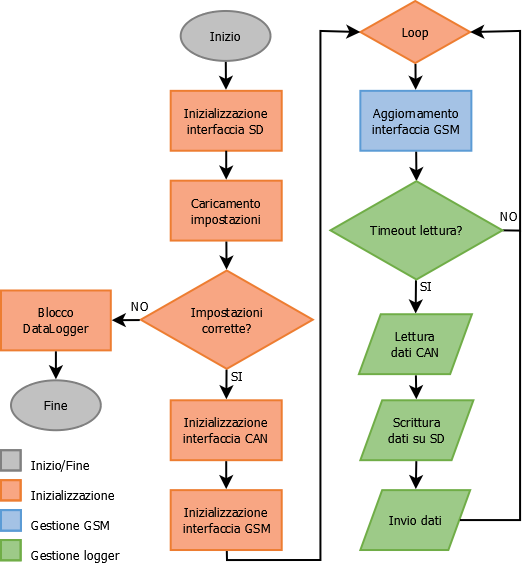 Inizio
Inizializzazione
interfaccia SD
Caricamento
impostazioni
Impostazioni
corrette?
NO
Blocco
DataLogger
Fine
SI
Inizializzazione
interfaccia CAN
Inizializzazione
interfaccia GSM
Loop
Aggiornamento
interfaccia GSM
Timeout lettura?
NO
SI
Lettura
dati CAN
Scrittura
dati su SD
Invio dati
Inizio/Fine
Inizializzazione
Gestione GSM
Gestione logger